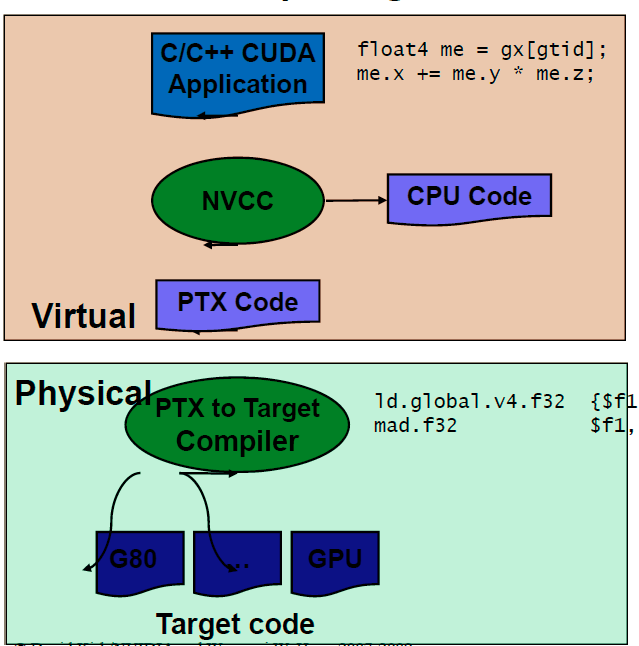 C/C++ CUDA
Application
float4 me = gx[gtid];
me.x += me.y * me.z;
NVCC
CPU Code
PTX Code
Virtual
Physical
PTX to Target
Compiler
ld.global.v4.f32 {$f1
mad.f32 $f1,
G80
…
GPU
Target code